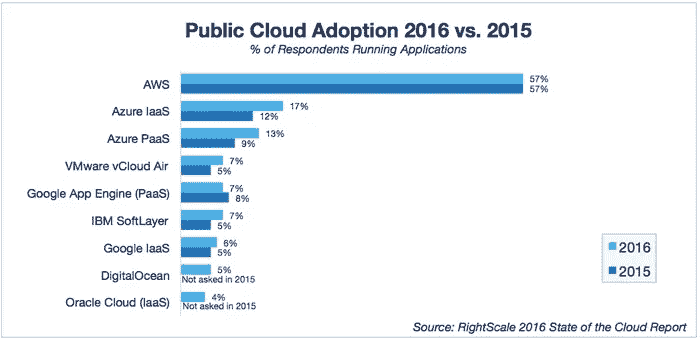 Public Cloud Adoption 2016 vs. 2015
% of Respondents Running Applications
AWS
57%
57%
Azure IaaS
17%
12%
Azure PaaS
13%
9%
VMware vCloud Air
7%
5%
Google App Engine (PaaS)
7%
8%
IBM SoftLayer
7%
5%
Google IaaS
6%
5%
DigitalOcean
5%
Not asked in 2015
Oracle Cloud (IaaS)
4%
Not asked in 2015
2016
2015
Source: RightScale 2016 State of the Cloud Report